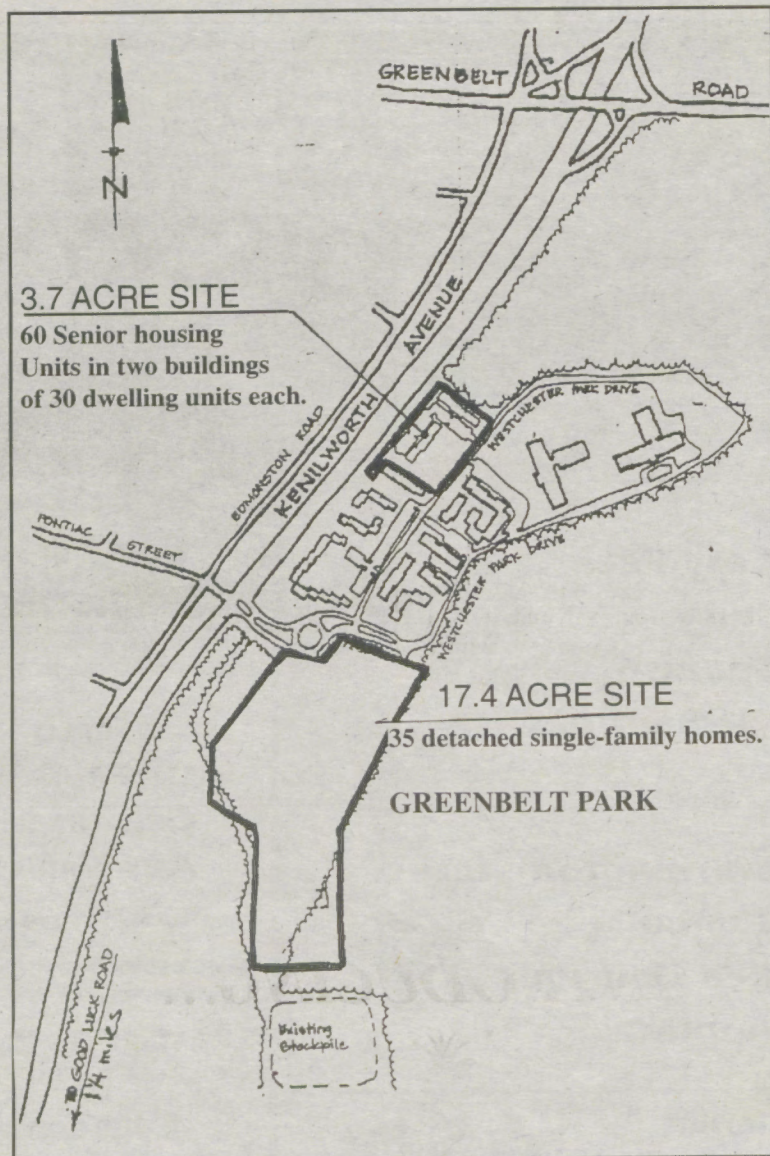 GREENBELT ROAD
N
3.7 ACRE SITE
60 Senior housing
Units in two buildings
of 30 dwelling units each.
EDMONSTON ROAD
KENILWORTH AVENUE
WESTCHESTER PARK DRIVE
PONTIAC STREET
WESTCHESTER PARK DRIVE
17.4 ACRE SITE
35 detached single-family homes.
GREENBELT PARK
TO GOOD LUCK ROAD
1 1/4 miles
Existing
Stockpile